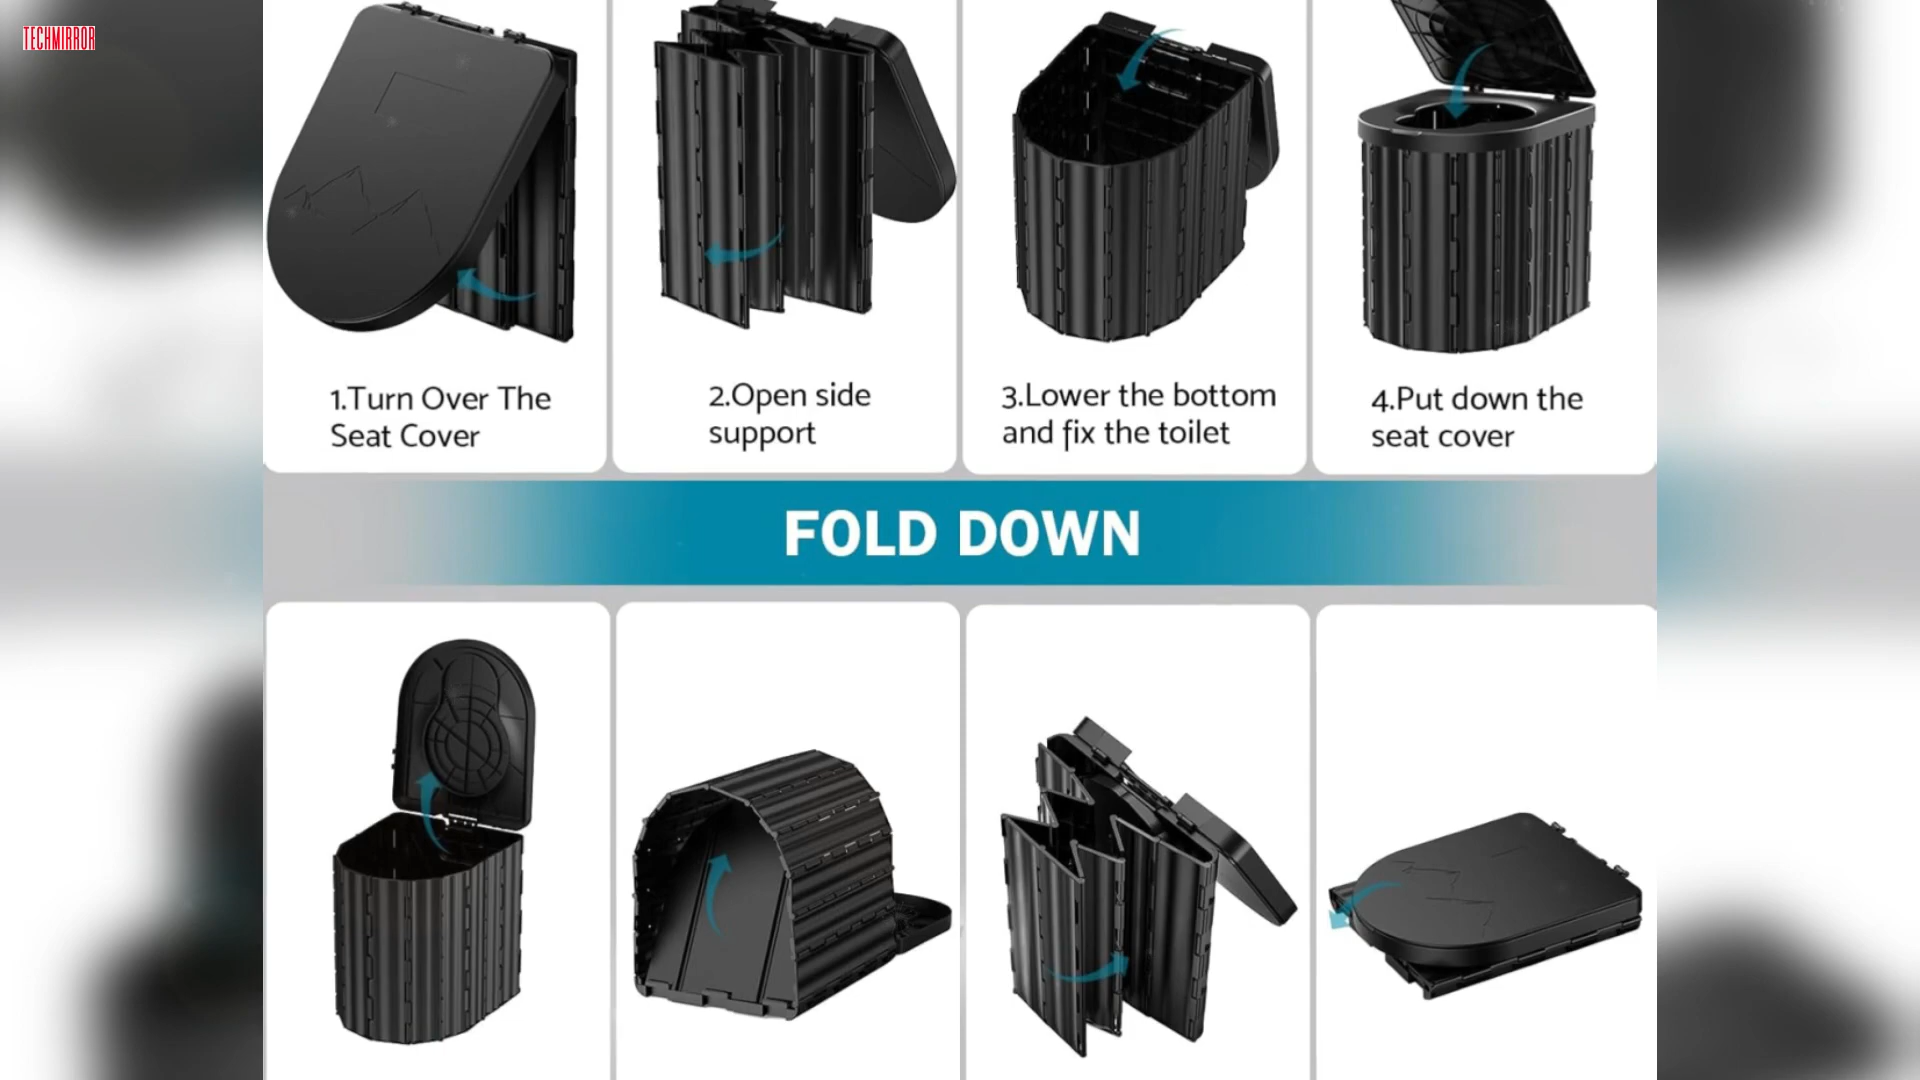 TECHMIRROR
1.Turn Over The
Seat Cover
2.Open side
support
3.Lower the bottom
and fix the toilet
4.Put down the
seat cover
FOLD DOWN